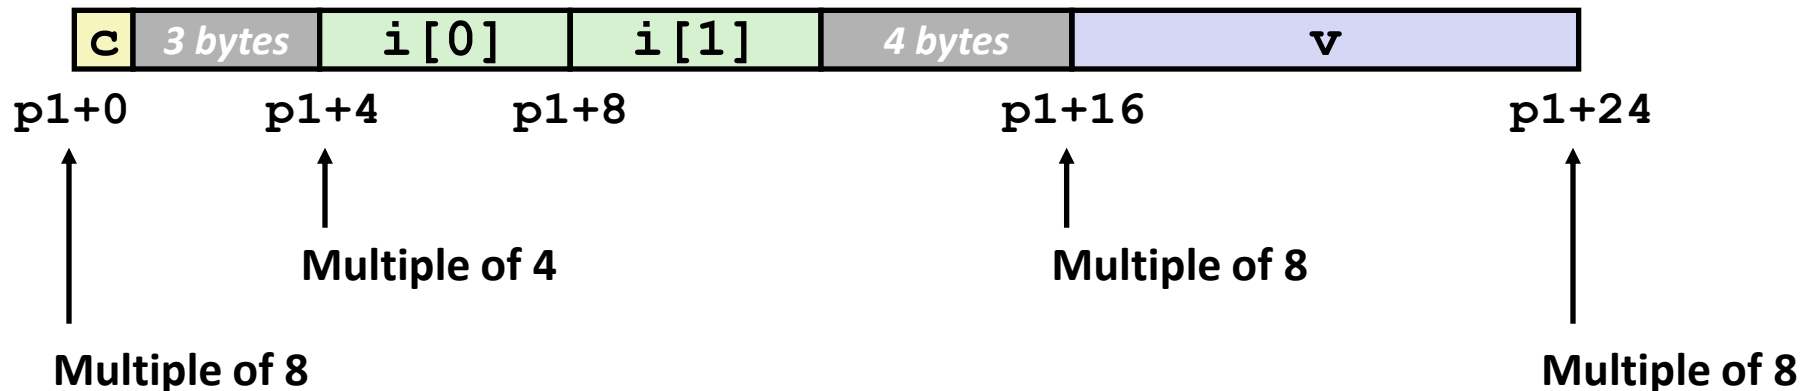 c 3 bytes i[0] i[1] 4 bytes v
p1+0 p1+4 p1+8 p1+16 p1+24
Multiple of 4 Multiple of 8
Multiple of 8 Multiple of 8